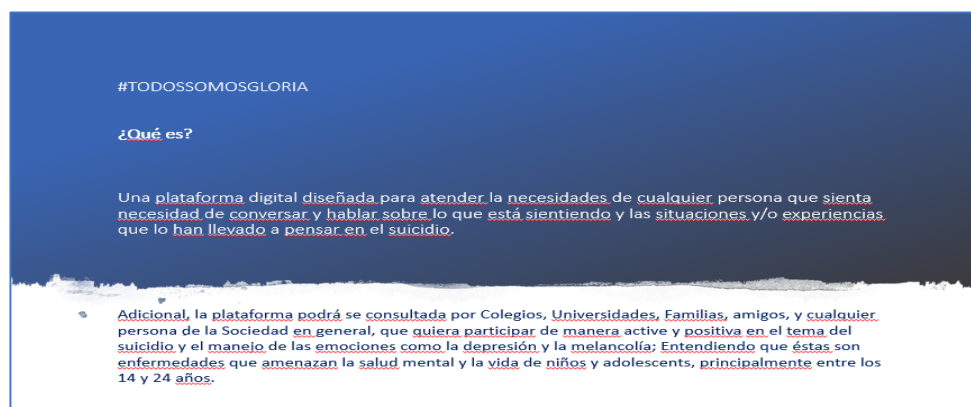 #TODOSSOMOSGLORIA
¿Qué es?
Una plataforma digital diseñada para atender la necesidades de cualquier persona que sienta
necesidad de conversar y hablar sobre lo que está sientiendo y las situaciones y/o experiencias
que lo han llevado a pensar en el suicidio.
Adicional, la plataforma podrá se consultada por Colegios, Universidades, Familias, amigos, y cualquier
persona de la Sociedad en general, que quiera participar de manera active y positiva en el tema del
suicidio y el manejo de las emociones como la depresión y la melancolía; Entendiendo que éstas son
enfermedades que amenazan la salud mental y la vida de niños y adolescents, principalmente entre los
14 y 24 años.